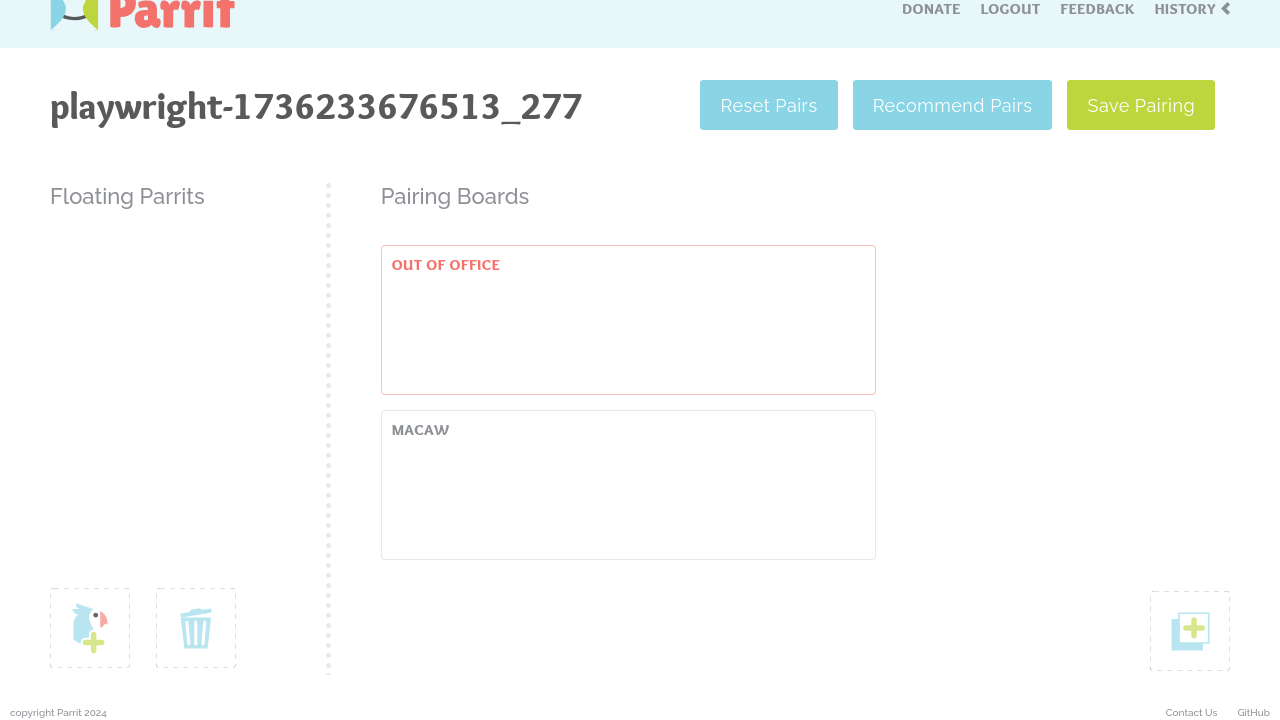 Parrit
DONATE LOGOUT FEEDBACK HISTORY
playwright-1736233676513_277
Reset Pairs Recommend Pairs Save Pairing
Floating Parrits
Pairing Boards
OUT OF OFFICE
MACAW
copyright Parrit 2024
Contact Us GitHub